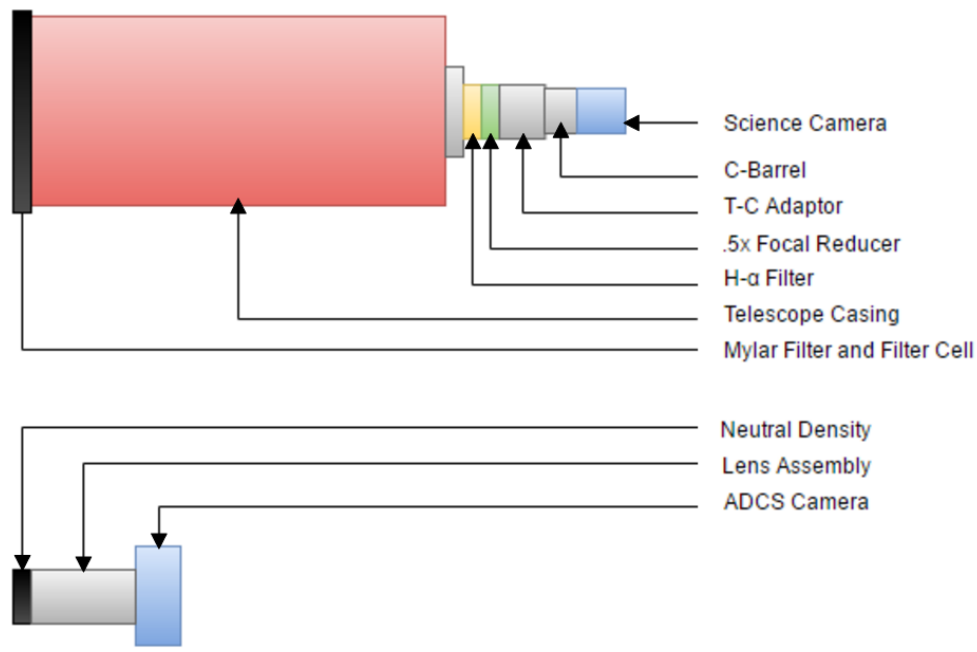 Science Camera
C-Barrel
T-C Adaptor
.5x Focal Reducer
H-α Filter
Telescope Casing
Mylar Filter and Filter Cell
Neutral Density
Lens Assembly
ADCS Camera